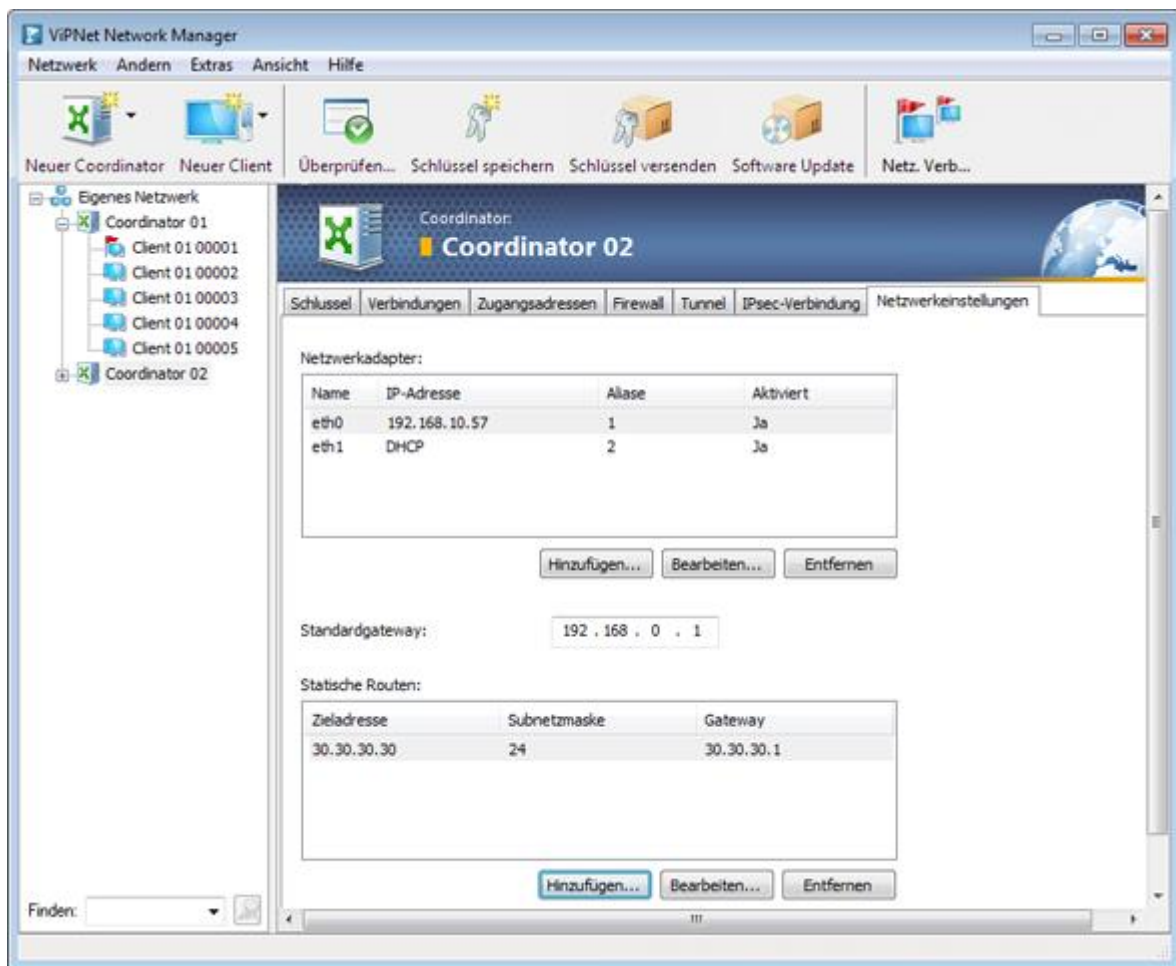 ViPNet Network Manager
Netzwerk Andern Extras Ansicht Hilfe
Neuer Coordinator Neuer Client Überprüfen... Schlüssel speichern Schlüssel versenden Software Update Netz. Verb...
Eigenes Netzwerk
Coordinator 01
Client 01 00001
Client 01 00002
Client 01 00003
Client 01 00004
Client 01 00005
Coordinator 02
Finden:
Coordinator:
Coordinator 02
Schlussel Verbindungen Zugangsadressen Firewall Tunnel IPsec-Verbindung Netzwerkeinstellungen
Netzwerkadapter:
Name IP-Adresse Aliase Aktiviert
eth0 192.168.10.57 1 Ja
eth1 DHCP 2 Ja
Hinzufügen... Bearbeiten... Entfernen
Standardgateway: 192 . 168 . 0 . 1
Statische Routen:
Zieladresse Subnetzmaske Gateway
30.30.30.30 24 30.30.30.1
Hinzufügen... Bearbeiten... Entfernen